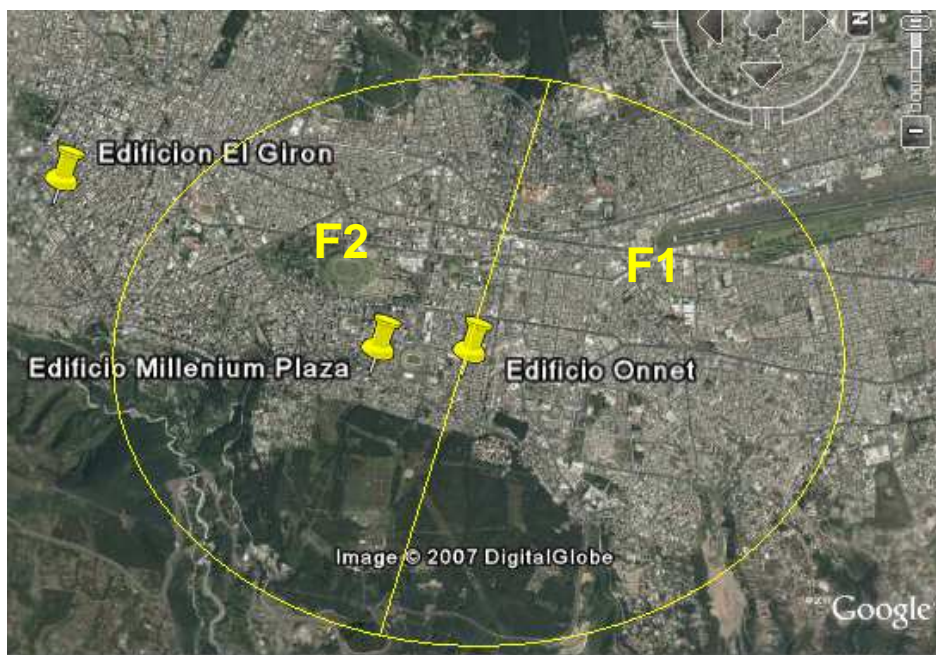 N
Edificion El Giron
F2
F1
Edificio Millenium Plaza
Edificio Onnet
Image © 2007 DigitalGlobe
Google